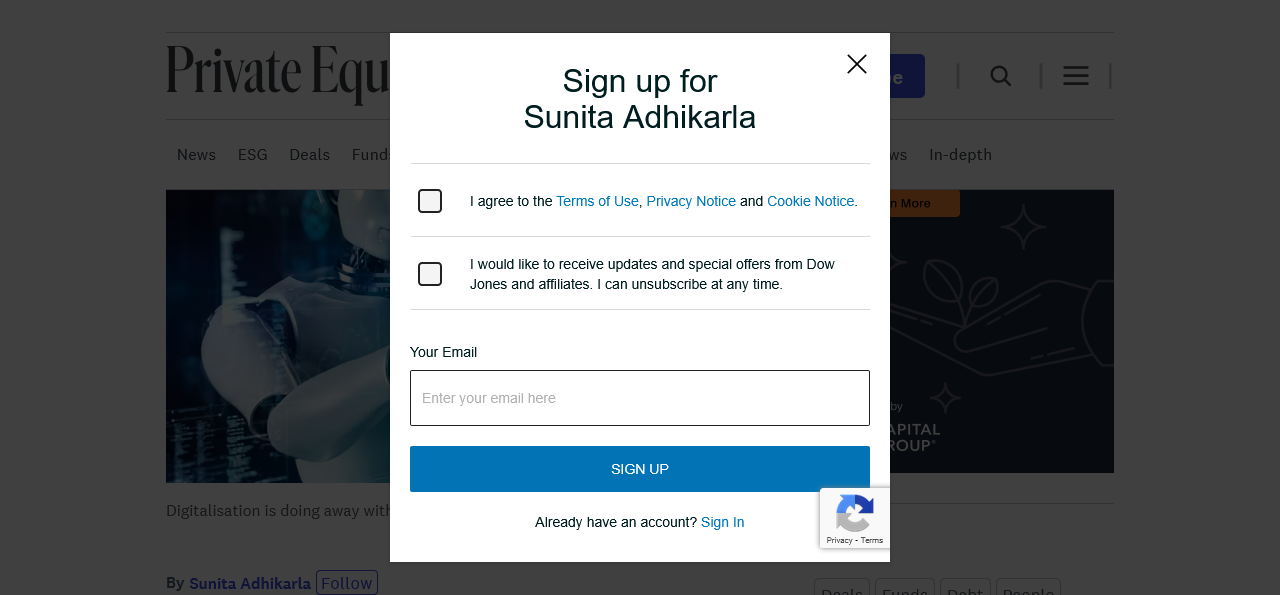 Private Equ
Sign up for
Sunita Adhikarla
News ESG Deals Fund
ws In-depth
I agree to the Terms of Use, Privacy Notice and Cookie Notice.
n More
I would like to receive updates and special offers from Dow
Jones and affiliates. I can unsubscribe at any time.
Your Email
Enter your email here
by
APITAL
ROUP
SIGN UP
Digitalisation is doing away with
Already have an account? Sign In
Privacy - Terms
By Sunita Adhikarla Follow
Deals Funds Debt People